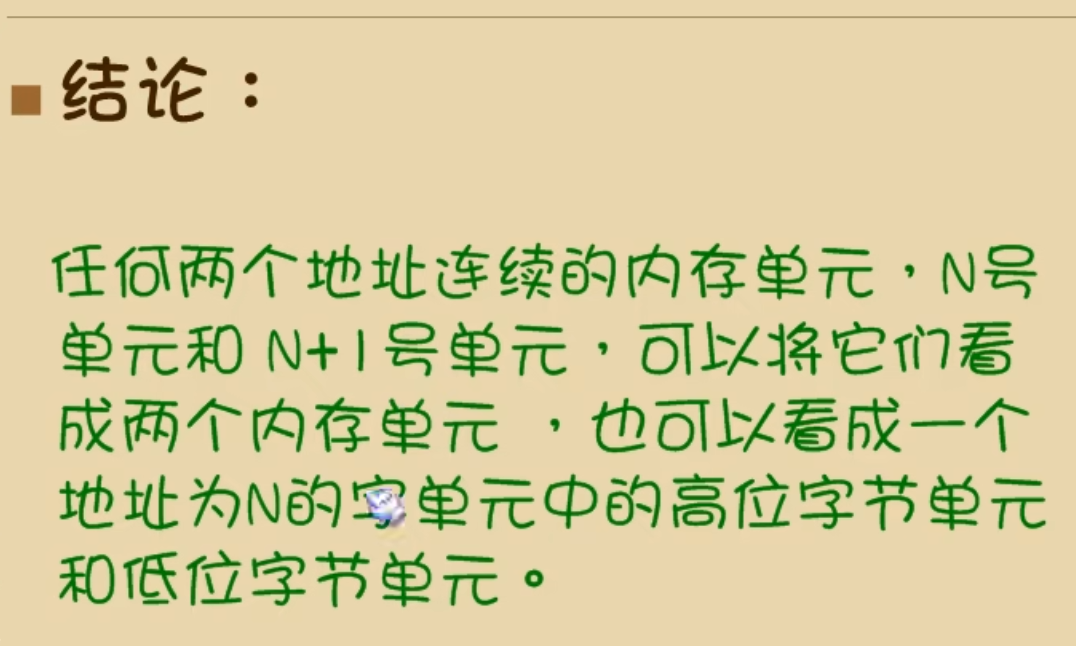 结论：
任何两个地址连续的内存单元，N号
单元和 N+1号单元，可以将它们看
成两个内存单元 ，也可以看成一个
地址为N的字单元中的高位字节单元
和低位字节单元。